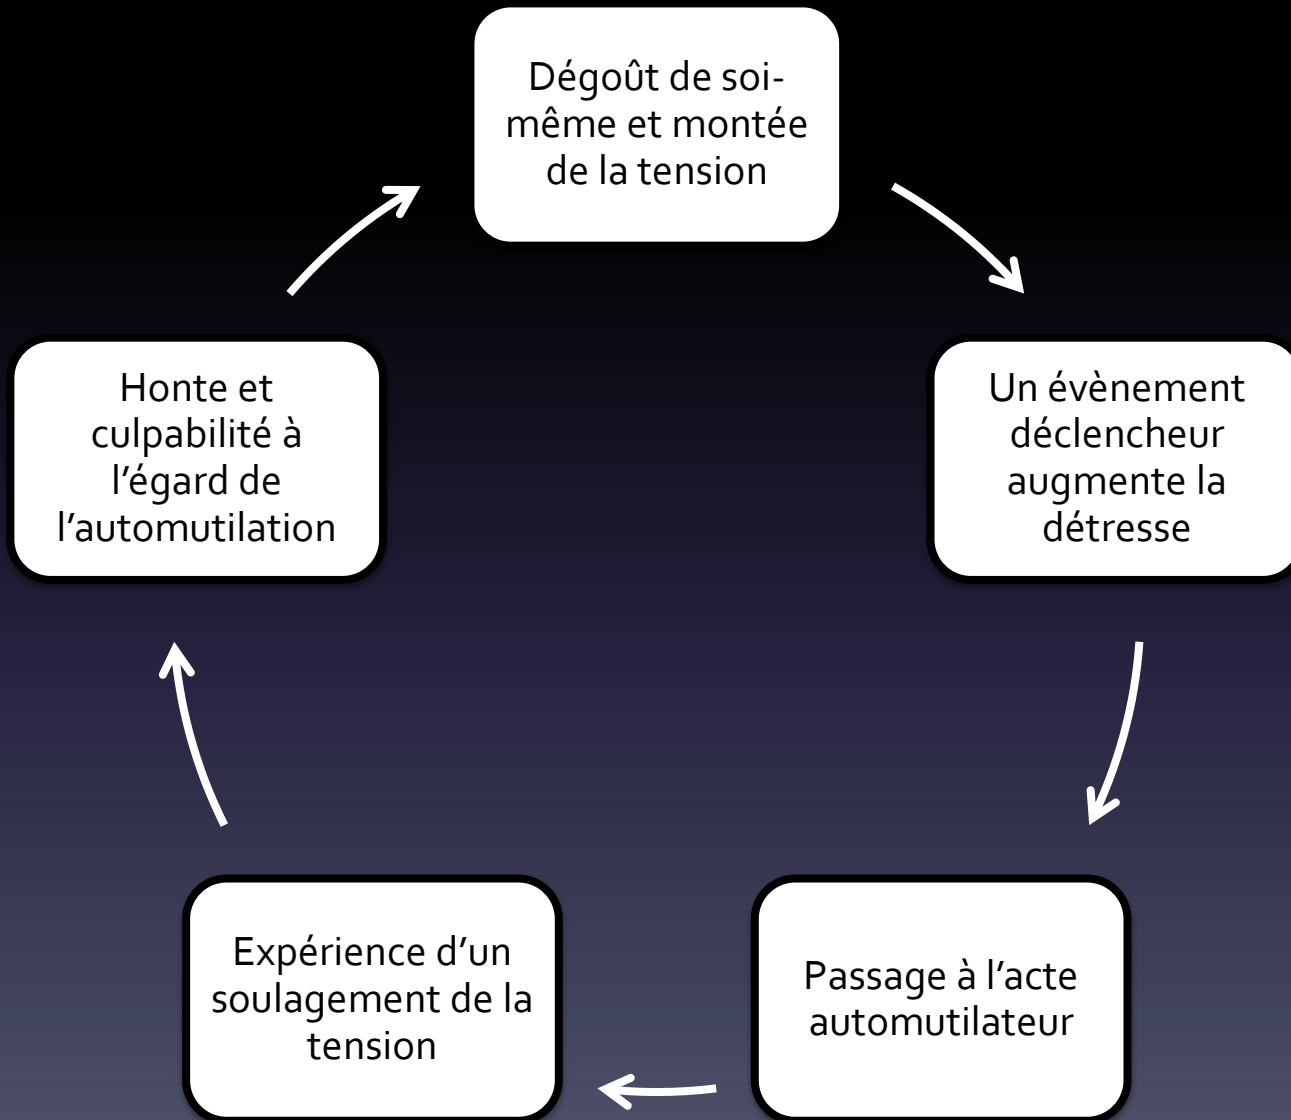 Dégoût de soi-
même et montée
de la tension
Un évènement
déclencheur
augmente la
détresse
Passage à l’acte
automutilateur
Expérience d’un
soulagement de la
tension
Honte et
culpabilité à
l’égard de
l’automutilation